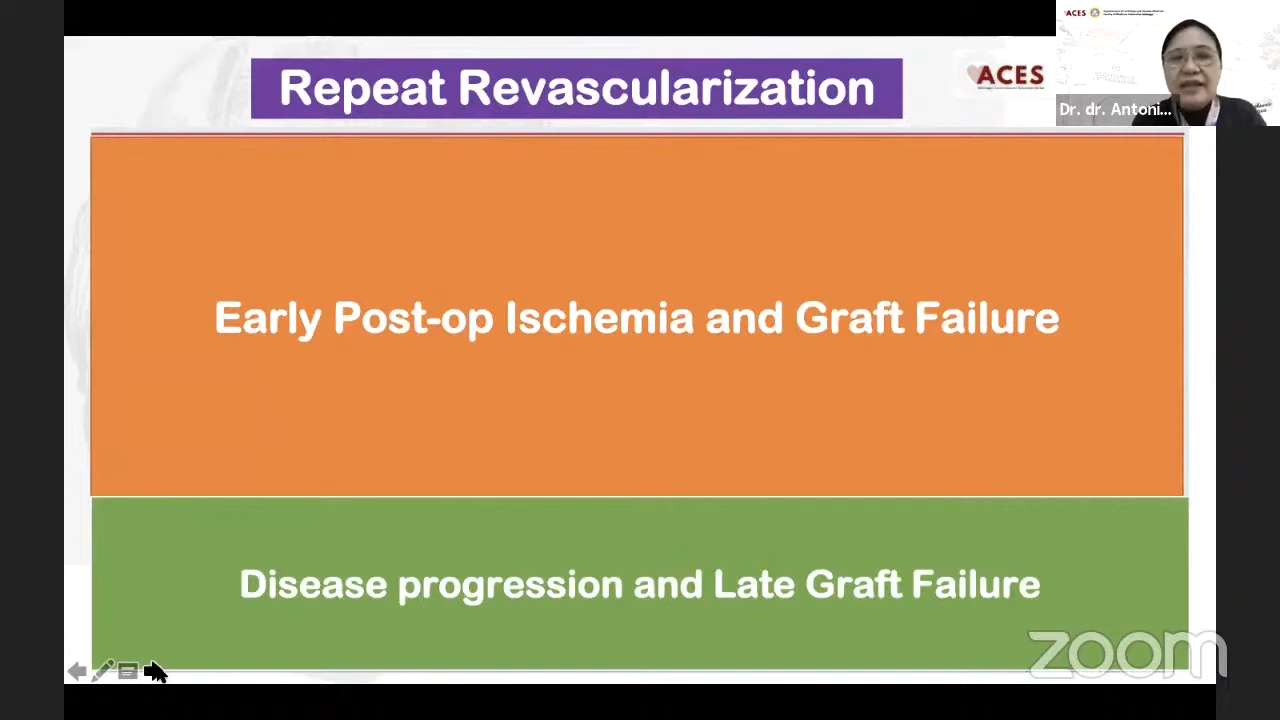 Repeat Revascularization
ACES
ACES
Dr. dr. Antoni...
Early Post-op Ischemia and Graft Failure
Disease progression and Late Graft Failure
zoom